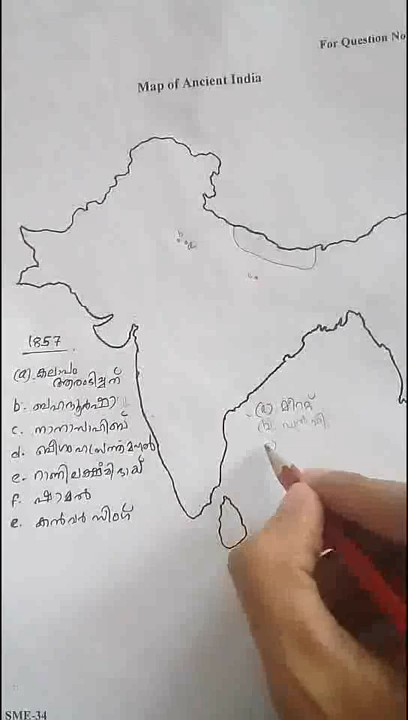 For Question No
Map of Ancient India
1857
(a). കലാപം
ആരംഭിച്ചത്
b. ബഹദൂർഷാ
c. നാനാസാഹിബ്
d. ബീഗം ഹസ്രത്ത് മഹൽ
e. റാണി ലക്ഷ്മി ഭായ്
f. ഷാമൽ
e. കൻവർ സിംഗ്
(a) മീററ്റ്
(b)
SME-34